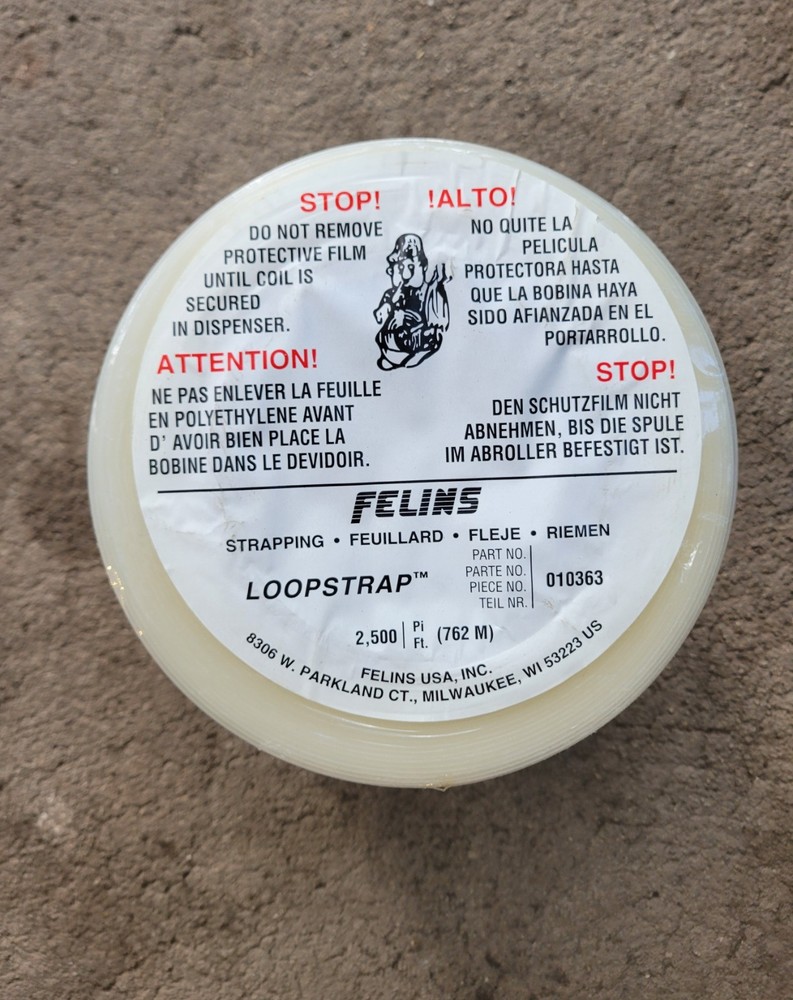 STOP!
DO NOT REMOVE
PROTECTIVE FILM
UNTIL COIL IS
SECURED
IN DISPENSER.
!ALTO!
NO QUITE LA
PELICULA
PROTECTORA HASTA
QUE LA BOBINA HAYA
SIDO AFIANZADA EN EL
PORTARROLLO.
ATTENTION!
NE PAS ENLEVER LA FEUILLE
EN POLYETHYLENE AVANT
D' AVOIR BIEN PLACE LA
BOBINE DANS LE DEVIDOIR.
STOP!
DEN SCHUTZFILM NICHT
ABNEHMEN, BIS DIE SPULE
IM ABROLLER BEFESTIGT IST.
FELINS
STRAPPING • FEUILLARD • FLEJE • RIEMEN
LOOPSTRAP™
PART NO.
PARTE NO.
PIECE NO.
TEIL NR.
010363
2,500 Pi Ft. (762 M)
FELINS USA, INC.
8306 W. PARKLAND CT., MILWAUKEE, WI 53223 US